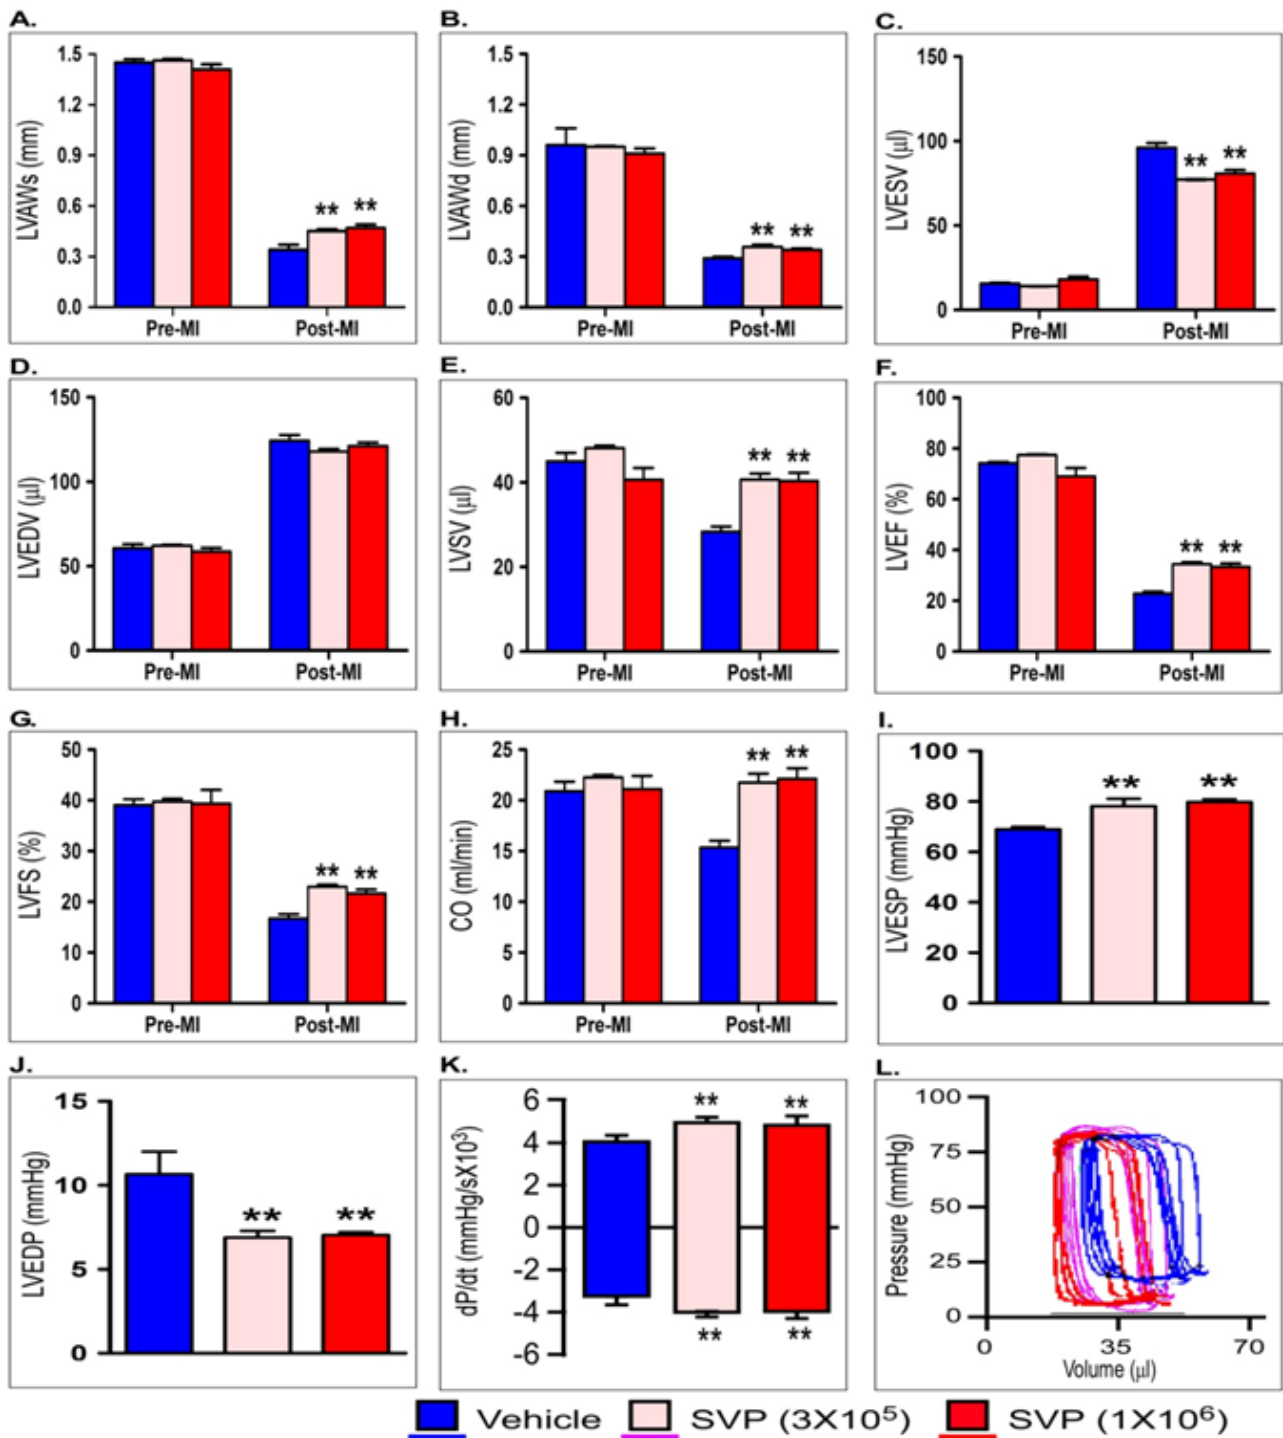 A.
LVAWs (mm)
1.5
1.2
0.9
0.6
0.3
0.0
** **
Pre-MI Post-MI
B.
LVAWd (mm)
1.5
1.2
0.9
0.6
0.3
0.0
** **
Pre-MI Post-MI
C.
LVESV (μl)
150
100
50
0
** **
Pre-MI Post-MI
D.
LVEDV (μl)
150
100
50
0
Pre-MI Post-MI
E.
LVSV (μl)
60
40
20
0
** **
Pre-MI Post-MI
F.
LVEF (%)
100
80
60
40
20
0
** **
Pre-MI Post-MI
G.
LVFS (%)
50
40
30
20
10
0
** **
Pre-MI Post-MI
H.
CO (ml/min)
25
20
15
10
5
0
** **
Pre-MI Post-MI
I.
LVESP (mmHg)
100
80
60
40
20
0
** **
J.
LVEDP (mmHg)
15
10
5
0
** **
K.
dP/dt (mmHg/sX10³)
6
4
2
0
-2
-4
-6
** **
** **
L.
Pressure (mmHg)
100
75
50
25
0
0 35 70
Volume (μl)
Vehicle SVP (3X10⁵) SVP (1X10⁶)